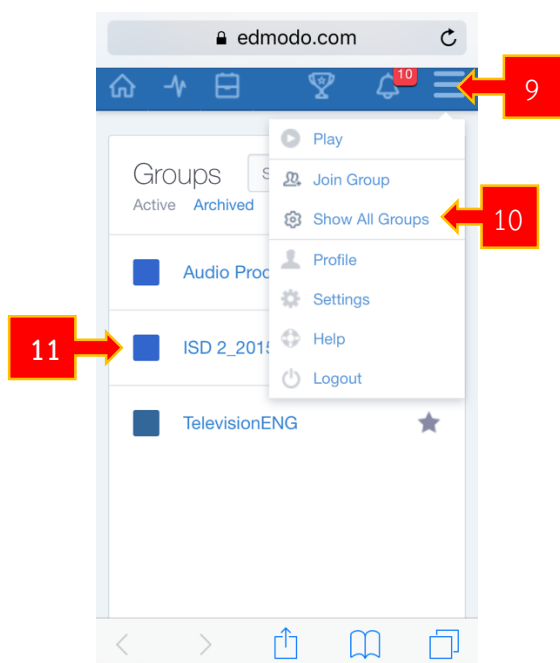 edmodo.com
10
9
Play
Groups S
Join Group
Active Archived
Show All Groups
10
Audio Proc
Profile
Settings
11
ISD 2_2015
Help
Logout
TelevisionENG